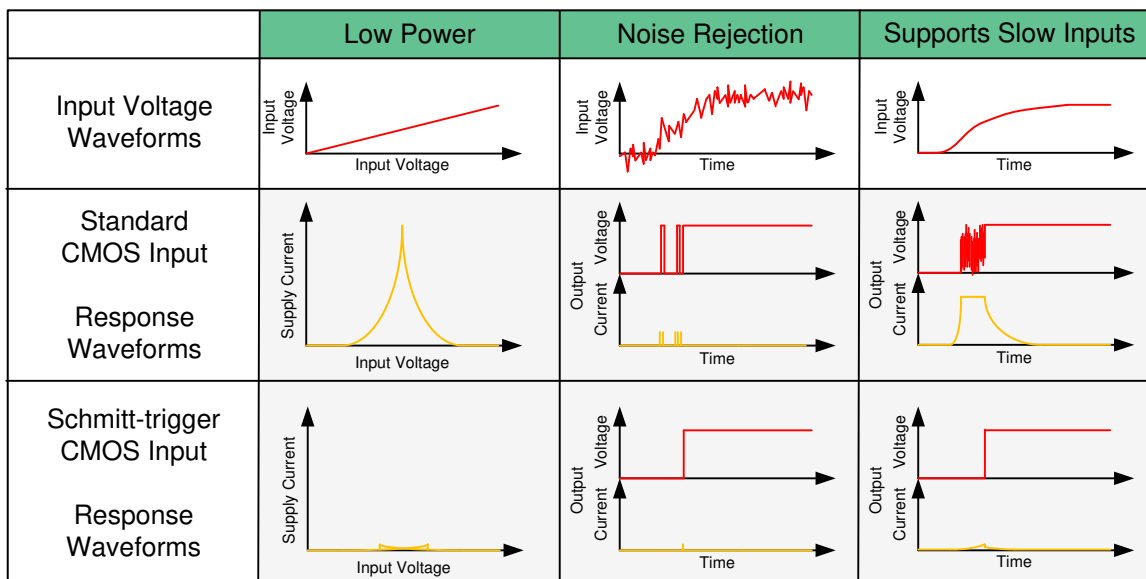 Low Power
Noise Rejection
Supports Slow Inputs
Input Voltage
Waveforms
Input
Voltage
Input Voltage
Input
Voltage
Time
Input
Voltage
Time
Standard
CMOS Input
Response
Waveforms
Supply Current
Input Voltage
Output
Voltage
Current
Time
Output
Voltage
Current
Time
Schmitt-trigger
CMOS Input
Response
Waveforms
Supply Current
Input Voltage
Output
Voltage
Current
Time
Output
Voltage
Current
Time